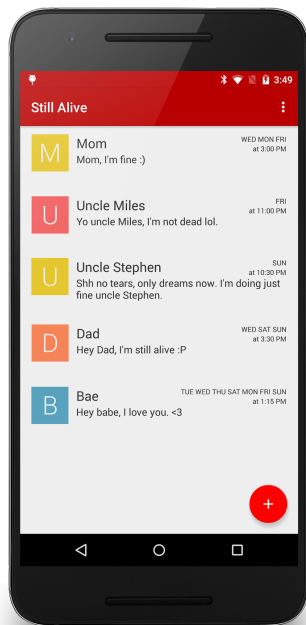 3:49
Still Alive
M
Mom
WED MON FRI
Mom, I'm fine :)
at 3:00 PM
U
Uncle Miles
FRI
Yo uncle Miles, I'm not dead lol.
at 11:00 PM
U
Uncle Stephen
SUN
at 10:30 PM
Shh no tears, only dreams now. I'm doing just
fine uncle Stephen.
D
Dad
WED SAT SUN
Hey Dad, I'm still alive :P
at 3:30 PM
B
Bae
TUE WED THU SAT MON FRI SUN
Hey babe, I love you. <3
at 1:15 PM
+